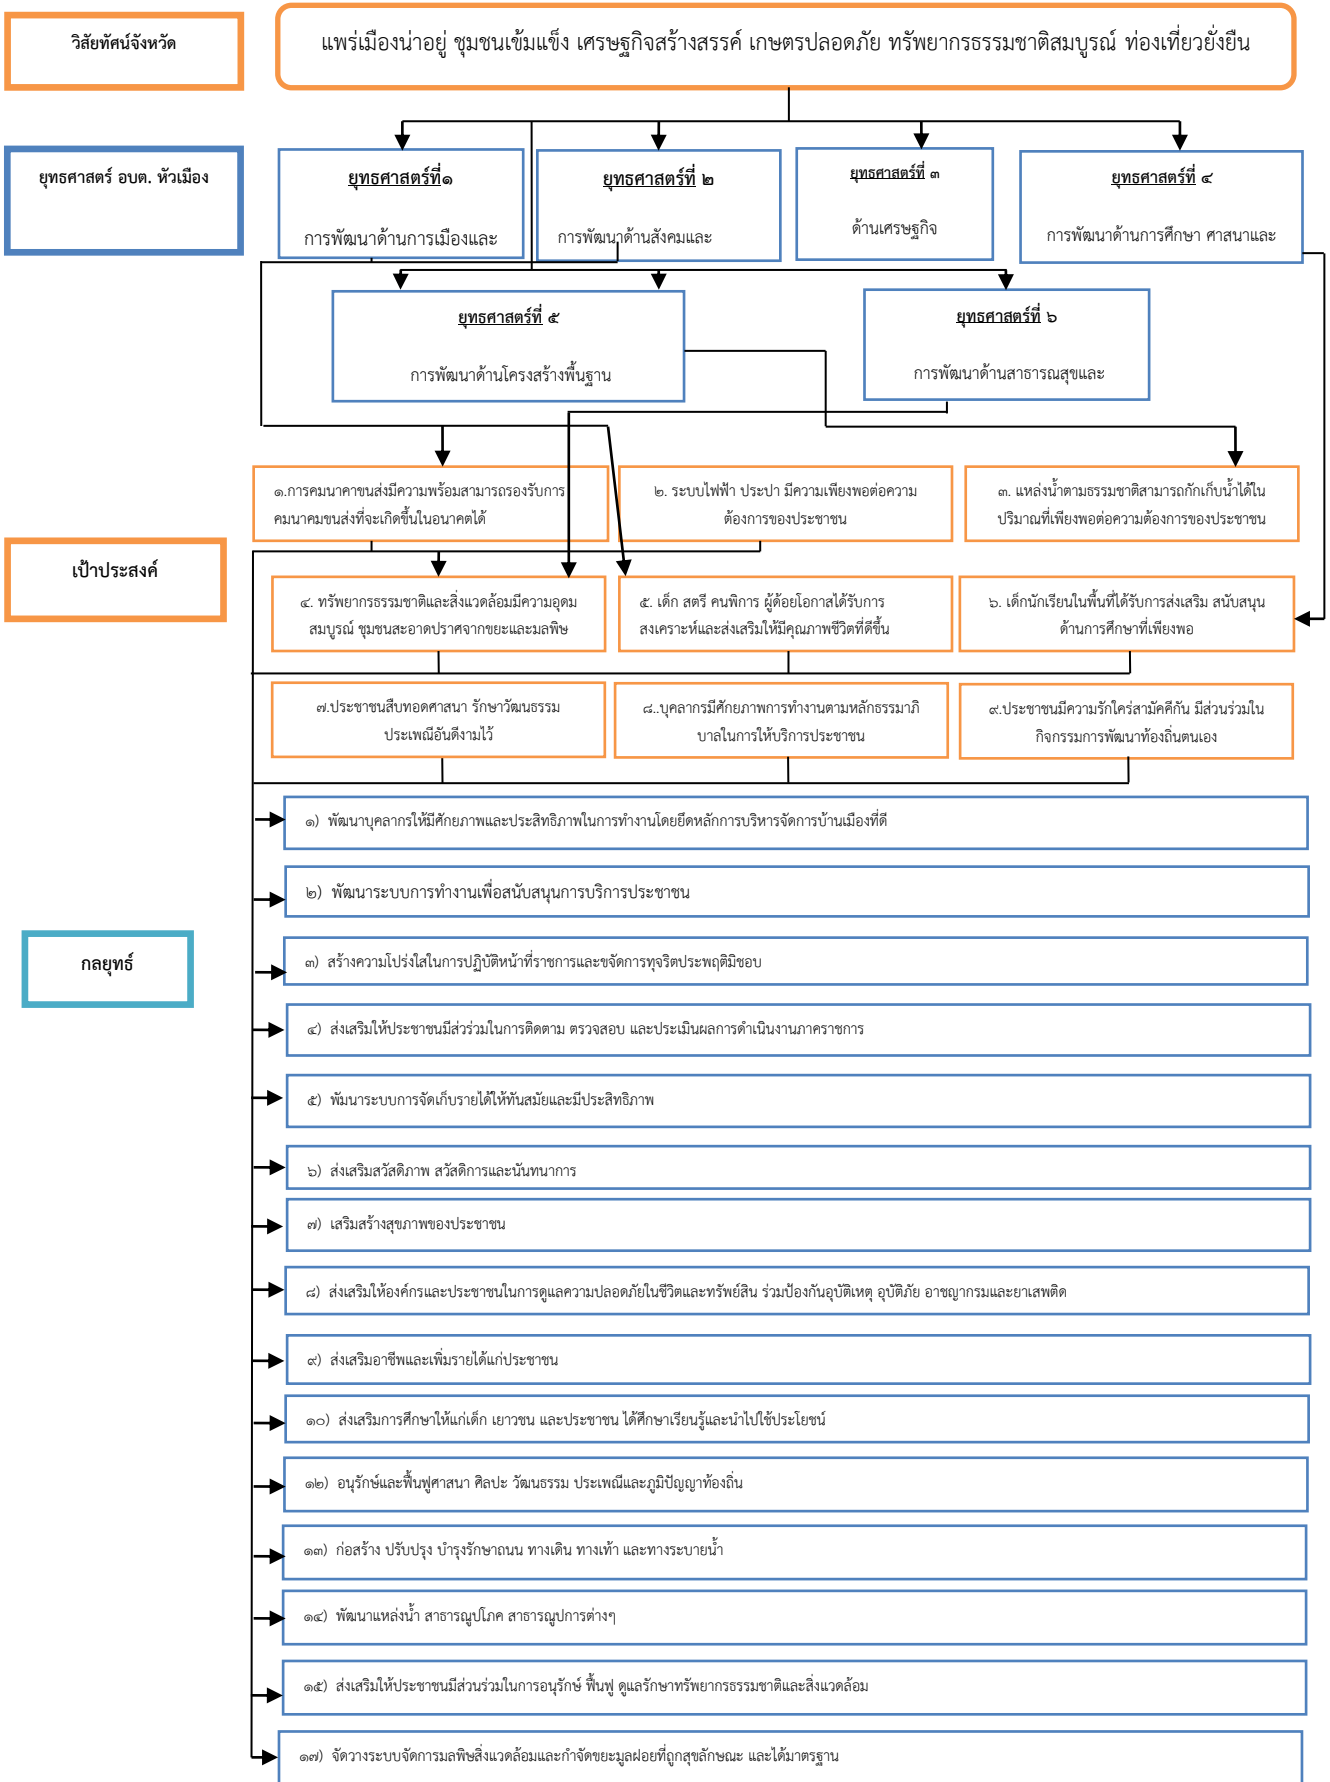 วิสัยทัศน์จังหวัด
แพร่เมืองน่าอยู่ ชุมชนเข้มแข็ง เศรษฐกิจสร้างสรรค์ เกษตรปลอดภัย ทรัพยากรธรรมชาติสมบูรณ์ ท่องเที่ยวยั่งยืน
ยุทธศาสตร์ อบต. หัวเมือง
ยุทธศาสตร์ที่๑
การพัฒนาด้านการเมืองและ
ยุทธศาสตร์ที่ ๒
การพัฒนาด้านสังคมและ
ยุทธศาสตร์ที่ ๓
ด้านเศรษฐกิจ
ยุทธศาสตร์ที่ ๔
การพัฒนาด้านการศึกษา ศาสนาและ
ยุทธศาสตร์ที่ ๕
การพัฒนาด้านโครงสร้างพื้นฐาน
ยุทธศาสตร์ที่ ๖
การพัฒนาด้านสาธารณสุขและ
๑.การคมนาคาขนส่งมีความพร้อมสามารถรองรับการ
คมนาคมขนส่งที่จะเกิดขึ้นในอนาคตได้
๒. ระบบไฟฟ้า ประปา มีความเพียงพอต่อความ
ต้องการของประชาชน
๓. แหล่งน้ำตามธรรมชาติสามารถกักเก็บน้ำได้ใน
ปริมาณที่เพียงพอต่อความต้องการของประชาชน
เป้าประสงค์
๔. ทรัพยากรธรรมชาติและสิ่งแวดล้อมมีความอุดม
สมบูรณ์ ชุมชนสะอาดปราศจากขยะและมลพิษ
๕. เด็ก สตรี คนพิการ ผู้ด้อยโอกาสได้รับการ
สงเคราะห์และส่งเสริมให้มีคุณภาพชีวิตที่ดีขึ้น
๖. เด็กนักเรียนในพื้นที่ได้รับการส่งเสริม สนับสนุน
ด้านการศึกษาที่เพียงพอ
๗.ประชาชนสืบทอดศาสนา รักษาวัฒนธรรม
ประเพณีอันดีงามไว้
๘..บุคลากรมีศักยภาพการทำงานตามหลักธรรมาภิ
บาลในการให้บริการประชาชน
๙.ประชาชนมีความรักใคร่สามัคคีกัน มีส่วนร่วมใน
กิจกรรมการพัฒนาท้องถิ่นตนเอง
๑) พัฒนาบุคลากรให้มีศักยภาพและประสิทธิภาพในการทำงานโดยยึดหลักการบริหารจัดการบ้านเมืองที่ดี
๒) พัฒนาระบบการทำงานเพื่อสนับสนุนการบริการประชาชน
กลยุทธ์
๓) สร้างความโปร่งใสในการปฏิบัติหน้าที่ราชการและขจัดการทุจริตประพฤติมิชอบ
๔) ส่งเสริมให้ประชาชนมีส่วร่วมในการติดตาม ตรวจสอบ และประเมินผลการดำเนินงานภาคราชการ
๕) พัมนาระบบการจัดเก็บรายได้ให้ทันสมัยและมีประสิทธิภาพ
๖) ส่งเสริมสวัสดิภาพ สวัสดิการและนันทนาการ
๗) เสริมสร้างสุขภาพของประชาชน
๘) ส่งเสริมให้องค์กรและประชาชนในการดูแลความปลอดภัยในชีวิตและทรัพย์สิน ร่วมป้องกันอุบัติเหตุ อุบัติภัย อาชญากรมและยาเสพติด
๙) ส่งเสริมอาชีพและเพิ่มรายได้แก่ประชาชน
๑๐) ส่งเสริมการศึกษาให้แก่เด็ก เยาวชน และประชาชน ได้ศึกษาเรียนรู้และนำไปใช้ประโยชน์
๑๒) อนุรักษ์และฟื้นฟูศาสนา ศิลปะ วัฒนธรรม ประเพณีและภูมิปัญญาท้องถิ่น
๑๓) ก่อสร้าง ปรับปรุง บำรุงรักษาถนน ทางเดิน ทางเท้า และทางระบายน้ำ
๑๔) พัฒนาแหล่งน้ำ สาธารณูปโภค สาธารณูปการต่างๆ
๑๕) ส่งเสริมให้ประชาชนมีส่วนร่วมในการอนุรักษ์ ฟื้นฟู ดูแลรักษาทรัพยากรธรรมชาติและสิ่งแวดล้อม
๑๗) จัดวางระบบจัดการมลพิษสิ่งแวดล้อมและกำจัดขยะมูลฝอยที่ถูกสุขลักษณะ และได้มาตรฐาน